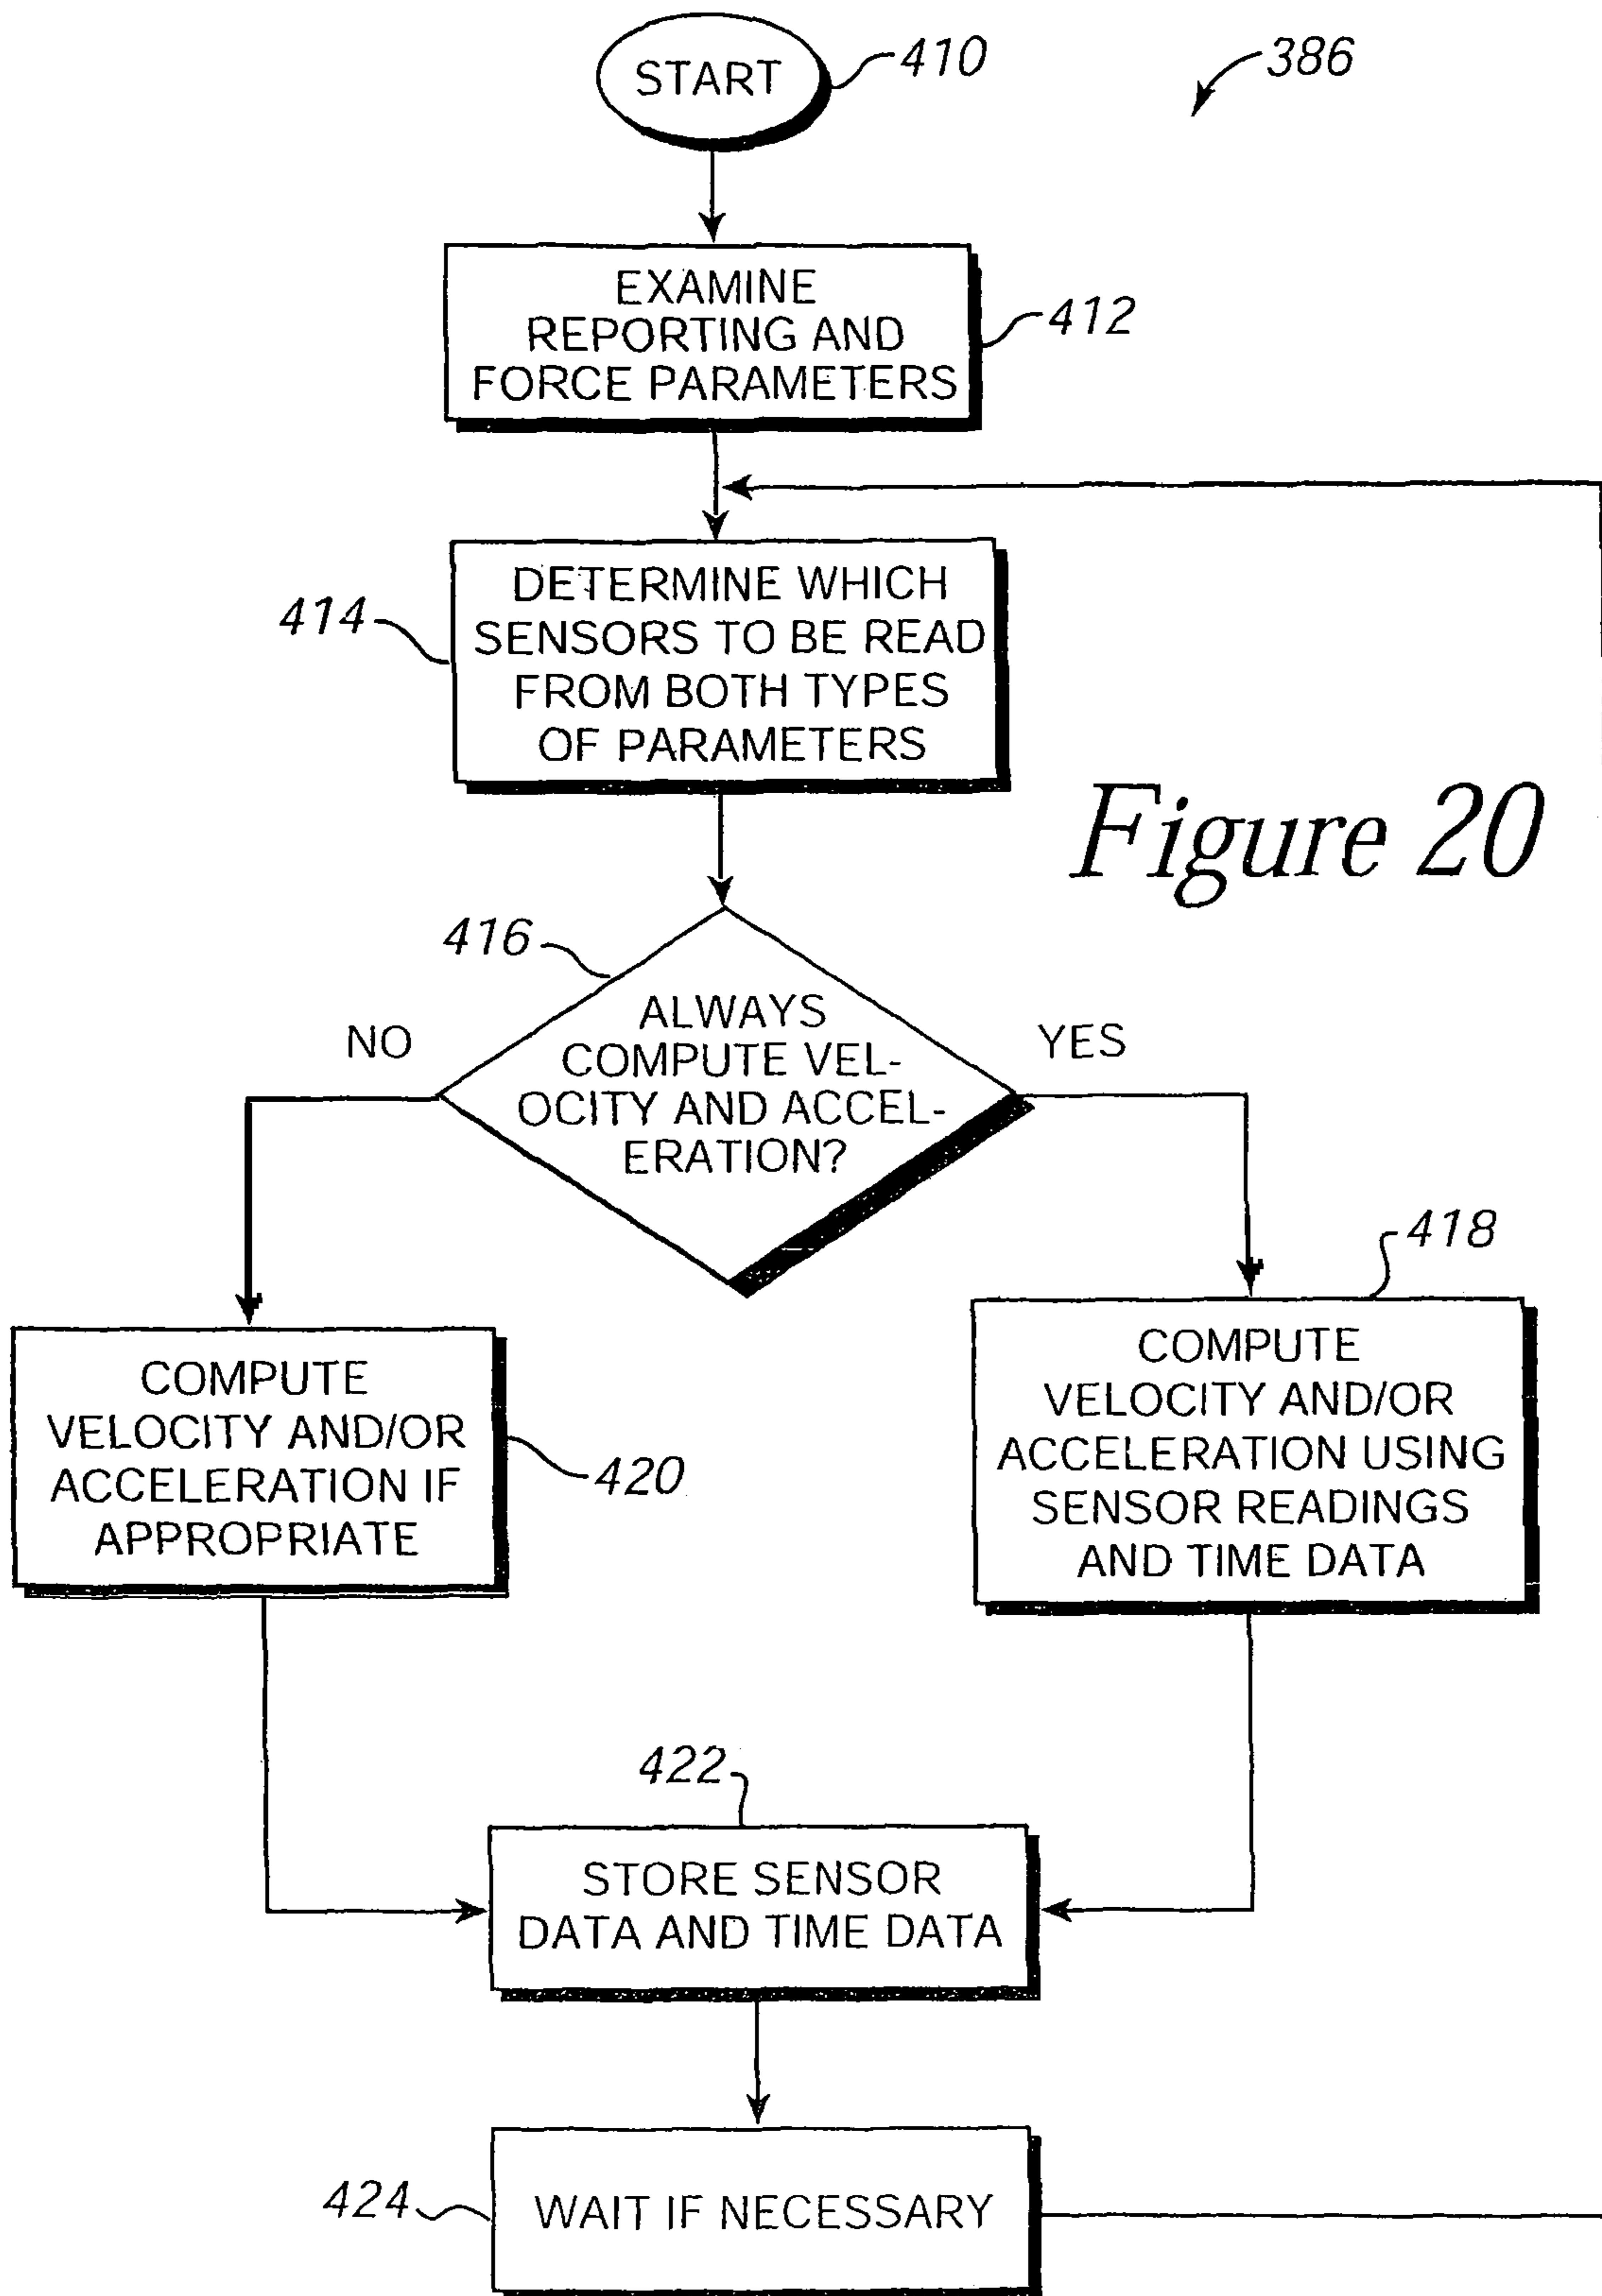 START
410
386
EXAMINE
REPORTING AND
FORCE PARAMETERS
412
414
DETERMINE WHICH
SENSORS TO BE READ
FROM BOTH TYPES
OF PARAMETERS
Figure 20
416
ALWAYS
COMPUTE VEL-
OCITY AND ACCEL-
ERATION?
NO
YES
418
COMPUTE
VELOCITY AND/OR
ACCELERATION IF
APPROPRIATE
420
COMPUTE
VELOCITY AND/OR
ACCELERATION USING
SENSOR READINGS
AND TIME DATA
422
STORE SENSOR
DATA AND TIME DATA
424
WAIT IF NECESSARY